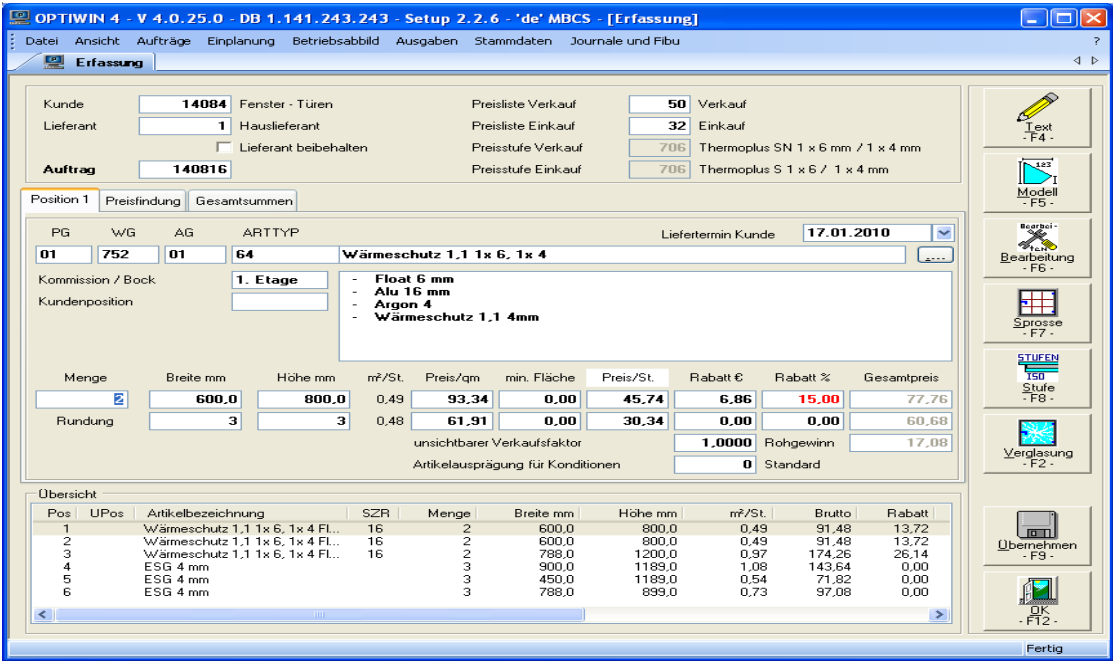 OPTIWIN 4 - V 4.0.25.0 - DB 1.141.243.243 - Setup 2.2.6 - 'de' MBCS - [Erfassung]
Datei Ansicht Aufträge Einplanung Betriebsabbild Ausgaben Stammdaten Journale und Fibu ?
Erfassung
Kunde 14084 Fenster - Türen Preisliste Verkauf 50 Verkauf
Lieferant 1 Hauslieferant Preisliste Einkauf 32 Einkauf
Lieferant beibehalten Preisstufe Verkauf 706 Thermoplus SN 1 x 6 mm / 1 x 4 mm
Auftrag 140816 Preisstufe Einkauf 706 Thermoplus S 1 x 6 / 1 x 4 mm
Position 1 Preisfindung Gesamtsummen
PG WG AG ARTTYP Liefertermin Kunde 17.01.2010
01 752 01 64 Wärmeschutz 1,1 1x 6, 1x 4 ....
Kommission / Bock 1. Etage
Kundenposition
- Float 6 mm
- Alu 16 mm
- Argon 4
- Wärmeschutz 1,1 4mm
Menge Breite mm Höhe mm m²/St. Preis/qm min. Fläche Preis/St. Rabatt € Rabatt % Gesamtpreis
2 600,0 800,0 0,49 93,34 0,00 45,74 6,86 15,00 77,76
Rundung 3 3 0,48 61,91 0,00 30,34 0,00 0,00 60,68
unsichtbarer Verkaufsfaktor 1,0000 Rohgewinn 17,08
Artikelausprägung für Konditionen 0 Standard
Übersicht
Pos UPos Artikelbezeichnung SZR Menge Breite mm Höhe mm m²/St. Brutto Rabatt
1 Wärmeschutz 1,1 1x 6, 1x 4 Fl... 16 2 600,0 800,0 0,49 91,48 13,72
2 Wärmeschutz 1,1 1x 6, 1x 4 Fl... 16 2 600,0 800,0 0,49 91,48 13,72
3 Wärmeschutz 1,1 1x 6, 1x 4 Fl... 16 2 788,0 1200,0 0,97 174,26 26,14
4 ESG 4 mm 3 900,0 1189,0 1,08 143,64 0,00
5 ESG 4 mm 3 450,0 1189,0 0,54 71,82 0,00
6 ESG 4 mm 3 788,0 899,0 0,73 97,08 0,00
Text
- F4 -
123
Modell
- F5 -
Bearbei-
ten
Bearbeitung
- F6 -
Sprosse
- F7 -
STUFEN
ISO
Stufe
- F8 -
Verglasung
- F2 -
Übernehmen
- F9 -
OK
- F12 -
Fertig